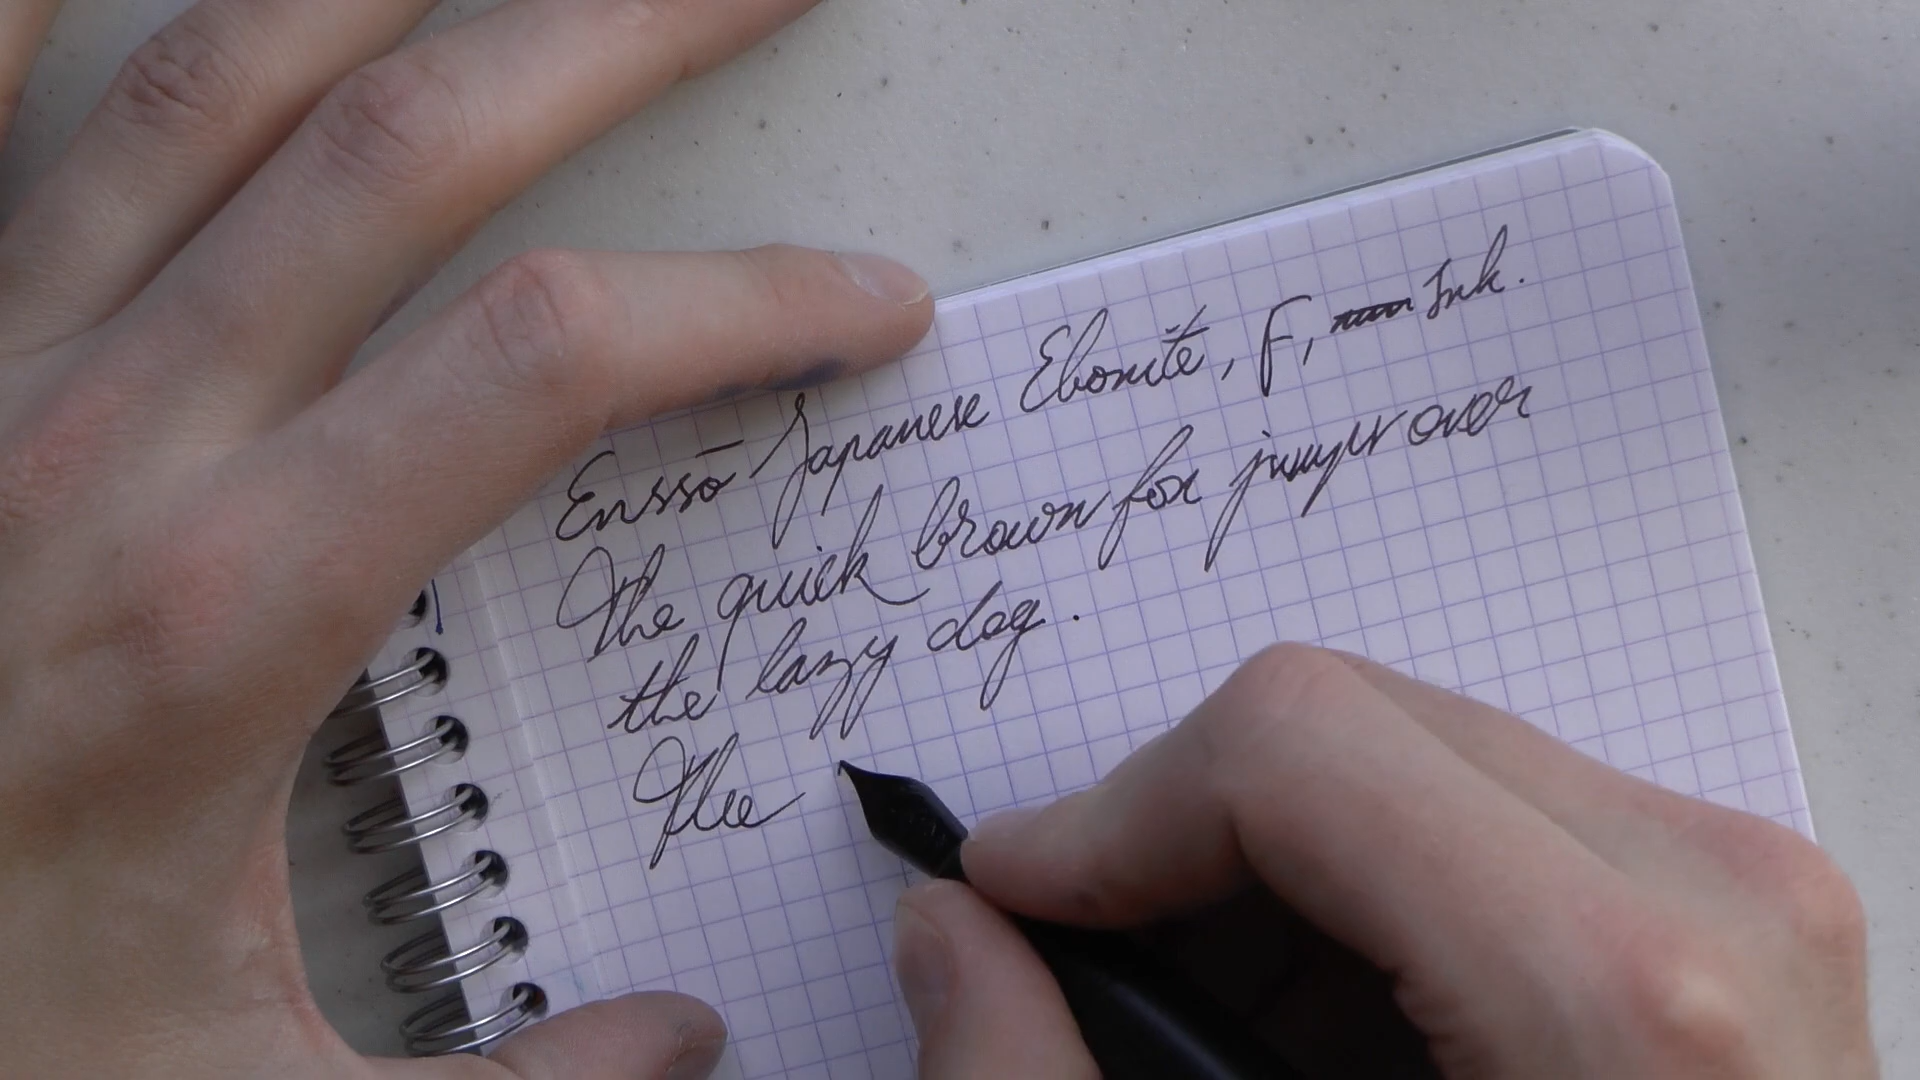 Enssō Japanese Ebonite, F, Ink.
The quick brown fox jumps over
the lazy dog.
The